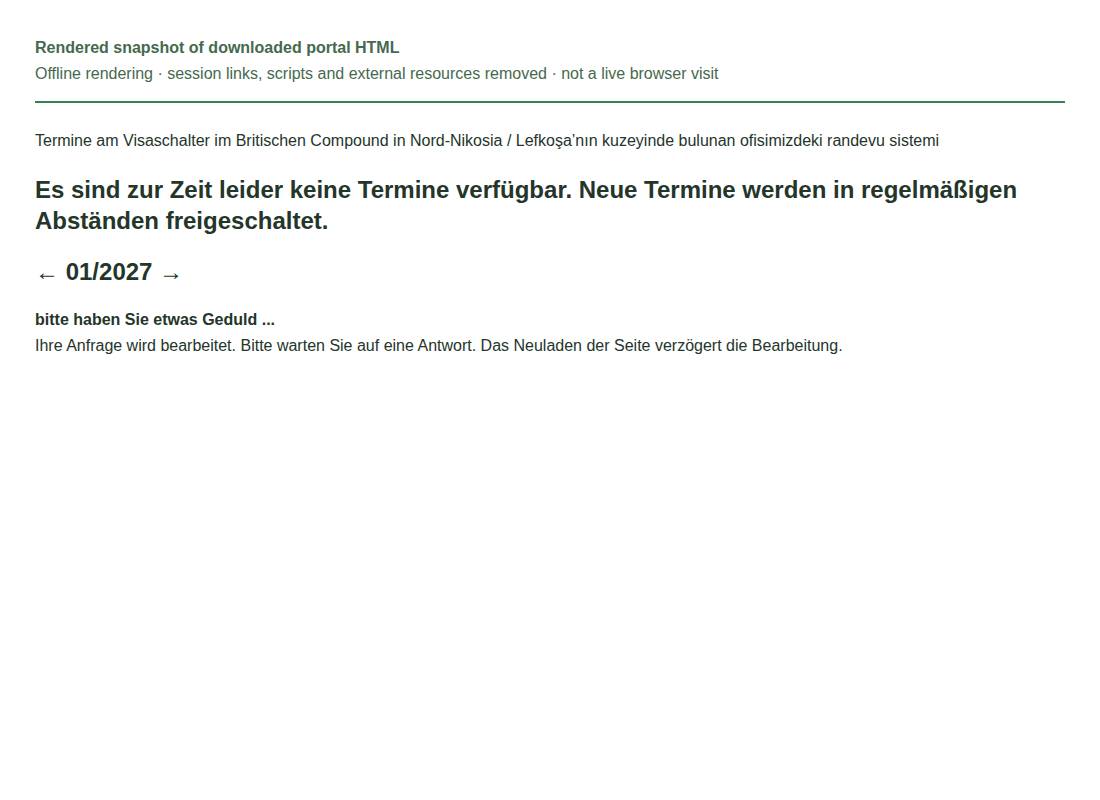 Rendered snapshot of downloaded portal HTML
Offline rendering · session links, scripts and external resources removed · not a live browser visit
Termine am Visaschalter im Britischen Compound in Nord-Nikosia / Lefkoşa’nın kuzeyinde bulunan ofisimizdeki randevu sistemi
Es sind zur Zeit leider keine Termine verfügbar. Neue Termine werden in regelmäßigen
Abständen freigeschaltet.
← 01/2027 →
bitte haben Sie etwas Geduld ...
Ihre Anfrage wird bearbeitet. Bitte warten Sie auf eine Antwort. Das Neuladen der Seite verzögert die Bearbeitung.